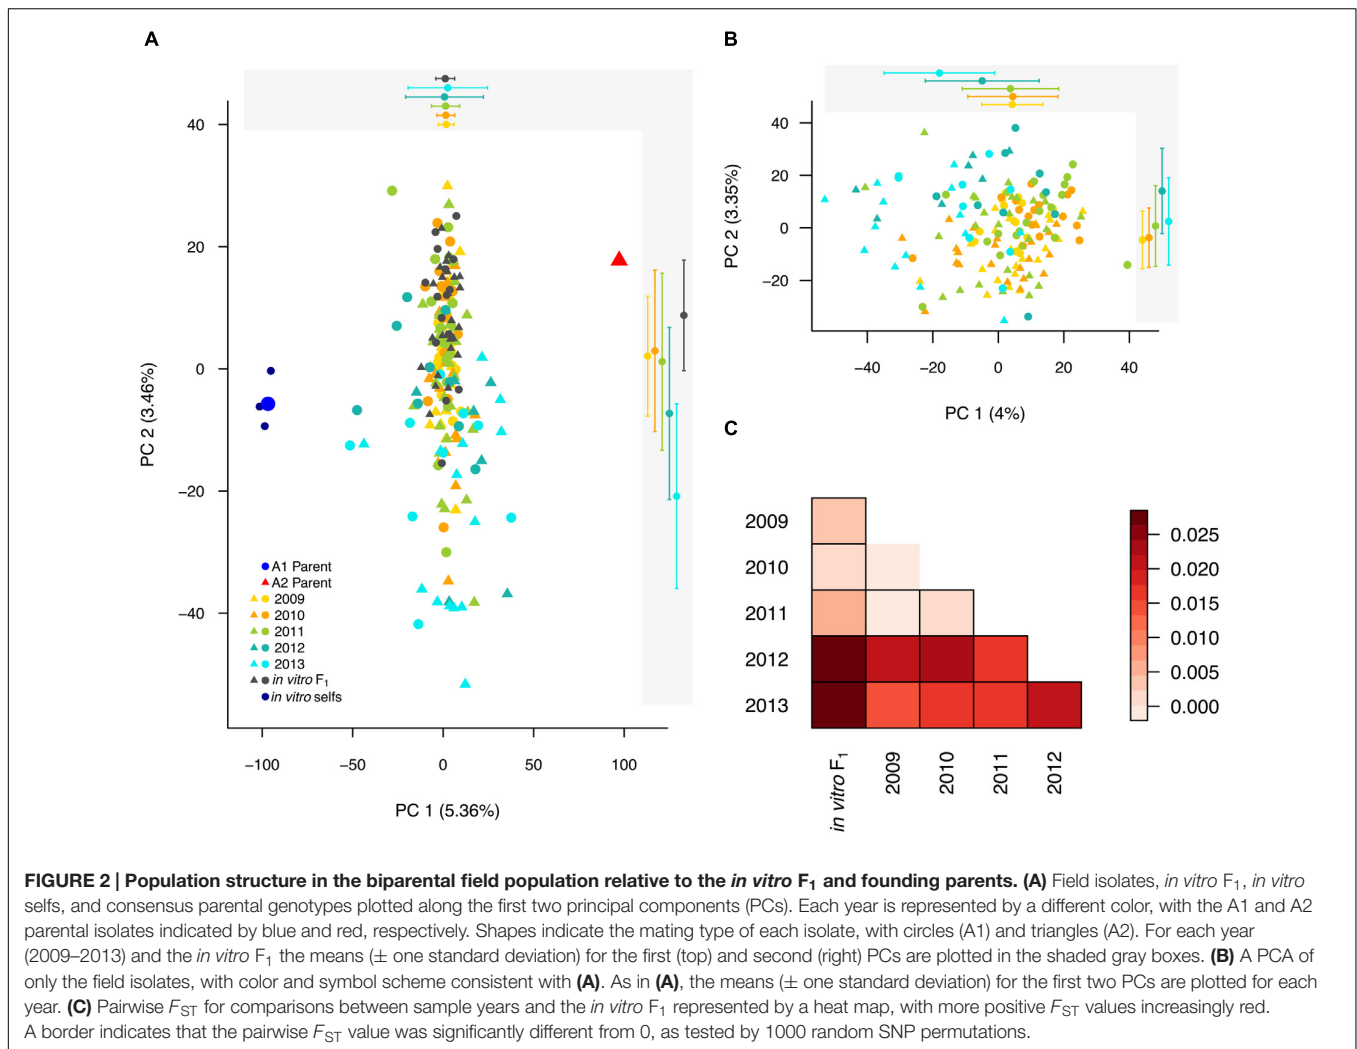 A
40
20
0
−20
−40
PC 2 (3.46%)
A1 Parent
A2 Parent
2009
2010
2011
2012
2013
in vitro F1
in vitro selfs
−100
−50
0
50
100
PC 1 (5.36%)
B
40
20
0
−20
PC 2 (3.35%)
−40
−20
0
20
40
PC 1 (4%)
C
2009
2010
2011
2012
2013
in vitro F1
2009
2010
2011
2012
0.025
0.020
0.015
0.010
0.005
0.000
FIGURE 2 | Population structure in the biparental field population relative to the in vitro F1 and founding parents. (A) Field isolates, in vitro F1, in vitro
selfs, and consensus parental genotypes plotted along the first two principal components (PCs). Each year is represented by a different color, with the A1 and A2
parental isolates indicated by blue and red, respectively. Shapes indicate the mating type of each isolate, with circles (A1) and triangles (A2). For each year
(2009–2013) and the in vitro F1 the means (± one standard deviation) for the first (top) and second (right) PCs are plotted in the shaded gray boxes. (B) A PCA of
only the field isolates, with color and symbol scheme consistent with (A). As in (A), the means (± one standard deviation) for the first two PCs are plotted for each
year. (C) Pairwise FST for comparisons between sample years and the in vitro F1 represented by a heat map, with more positive FST values increasingly red.
A border indicates that the pairwise FST value was significantly different from 0, as tested by 1000 random SNP permutations.